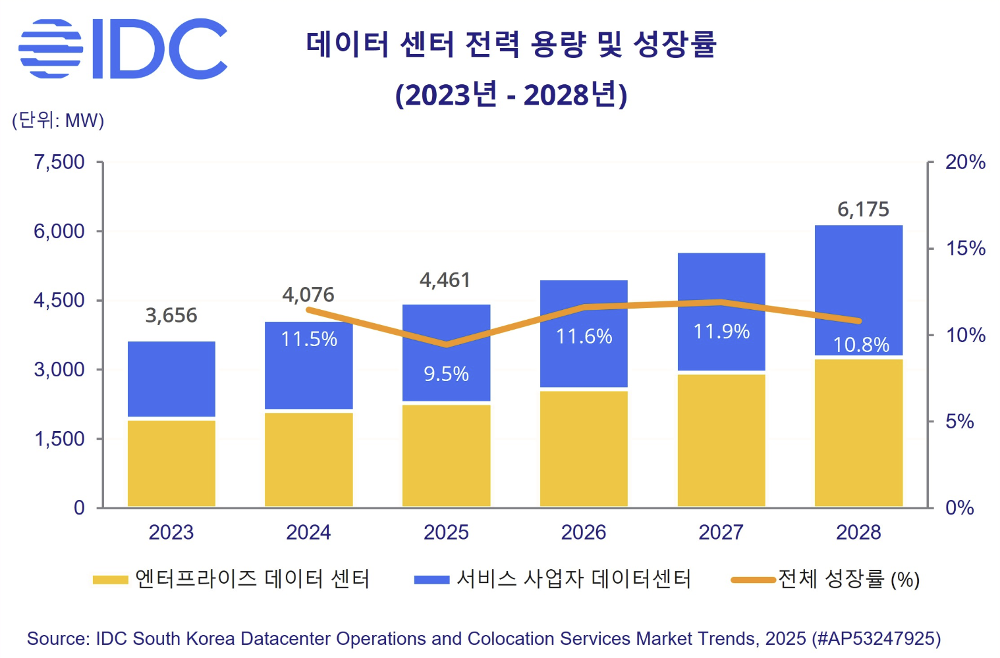 IDC
데이터 센터 전력 용량 및 성장률
(2023년 - 2028년)
(단위: MW)
7,500
6,000
4,500
3,000
1,500
0
20%
15%
10%
5%
0%
3,656
4,076
4,461
6,175
11.5%
9.5%
11.6%
11.9%
10.8%
2023 2024 2025 2026 2027 2028
엔터프라이즈 데이터 센터 서비스 사업자 데이터센터 전체 성장률 (%)
Source: IDC South Korea Datacenter Operations and Colocation Services Market Trends, 2025 (#AP53247925)